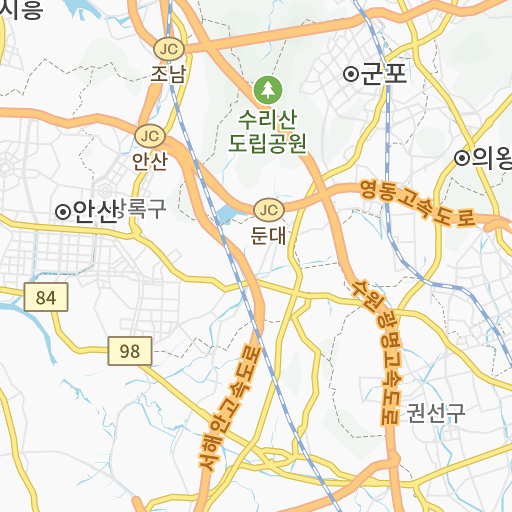 시흥
JC
조남
군포
수리산
도립공원
JC
안산
의왕
영동고속도로
안산
상록구
JC
둔대
84
수원광명고속도로
98
서해안고속도로
권선구